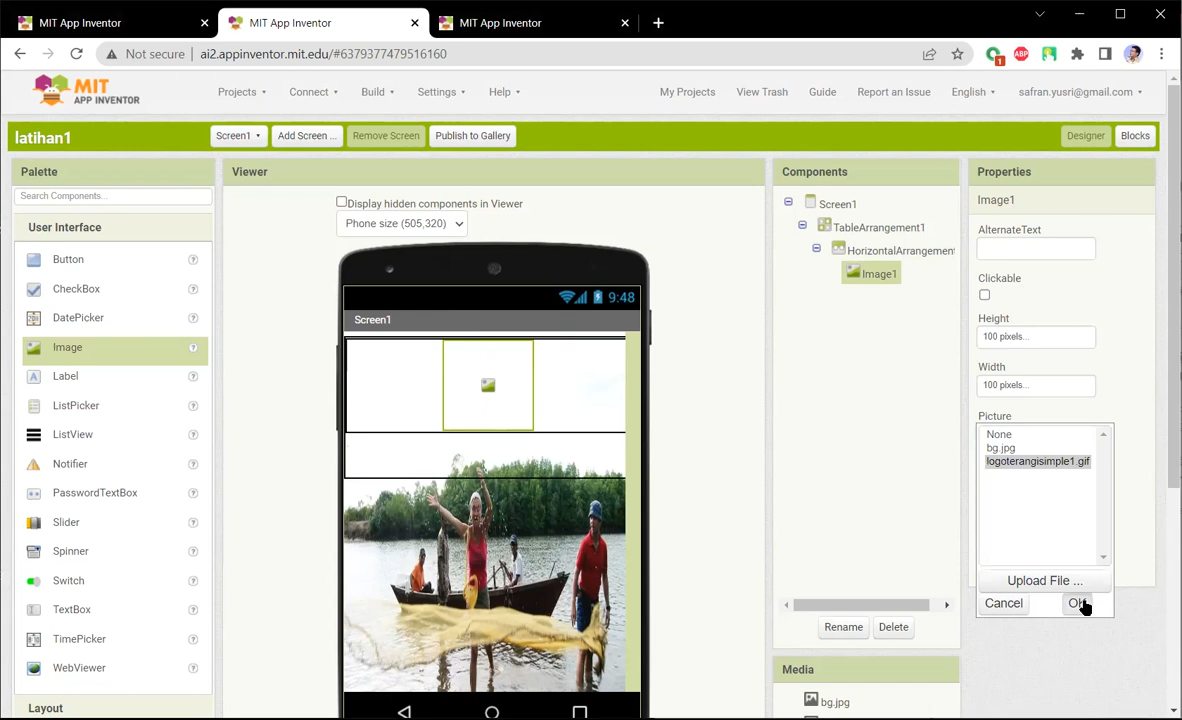 MIT App Inventor
MIT App Inventor
MIT App Inventor
Not secure
ai2.appinventor.mit.edu/#6379377479516160
1
ABP
MIT
APP INVENTOR
Projects
Connect
Build
Settings
Help
My Projects
View Trash
Guide
Report an Issue
English
safran.yusri@gmail.com
latihan1
Screen1
Add Screen ...
Remove Screen
Publish to Gallery
Designer
Blocks
Palette
Search Components...
User Interface
Button
CheckBox
DatePicker
Image
Label
ListPicker
ListView
Notifier
PasswordTextBox
Slider
Spinner
Switch
TextBox
TimePicker
WebViewer
Layout
Viewer
Display hidden components in Viewer
Phone size (505,320)
9:48
Screen1
Components
Screen1
TableArrangement1
HorizontalArrangement
Image1
Rename
Delete
Media
bg.jpg
Properties
Image1
AlternateText
Clickable
Height
100 pixels...
Width
100 pixels...
Picture
None
bg.jpg
logoterangisimple1.gif
Upload File ...
Cancel
OK